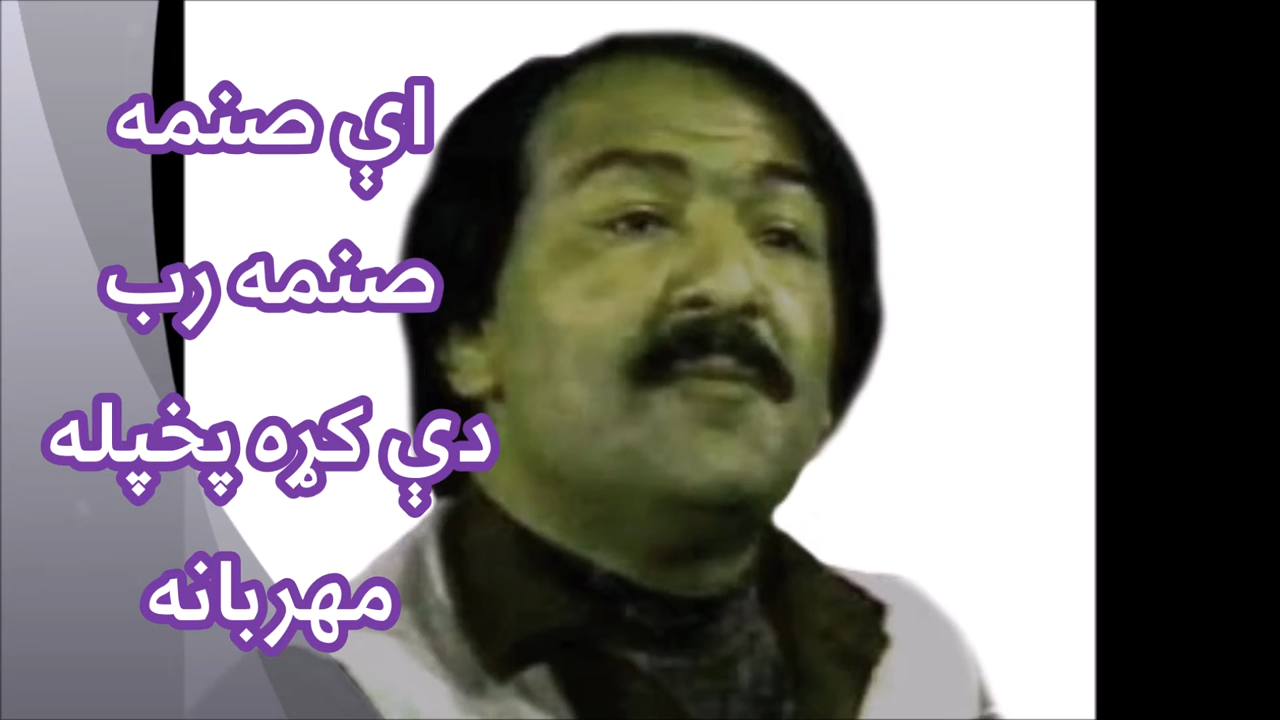 اې صنمه
صنمه رب
دې کړه پخپله
مهربانه